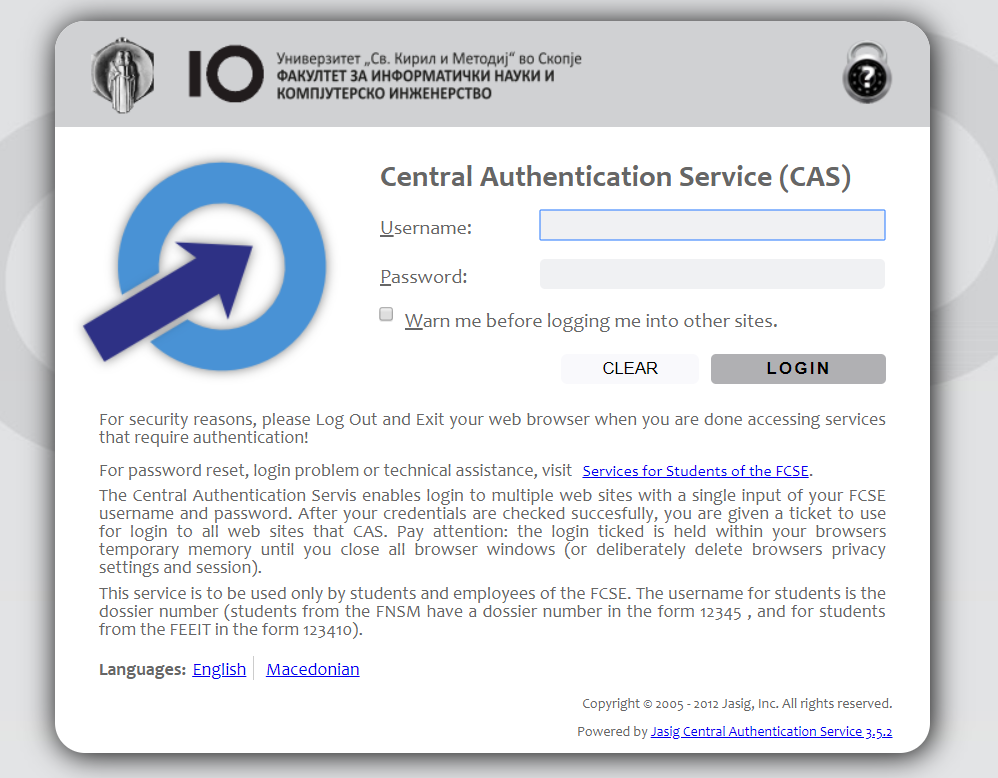 Универзитет „Св. Кирил и Методиј“ во Скопје
ФАКУЛТЕТ ЗА ИНФОРМАТИЧКИ НАУКИ И
КОМПЈУТЕРСКО ИНЖЕНЕРСТВО
IO
?
Central Authentication Service (CAS)
Username:
Password:
Warn me before logging me into other sites.
CLEAR LOGIN
For security reasons, please Log Out and Exit your web browser when you are done accessing services
that require authentication!
For password reset, login problem or technical assistance, visit Services for Students of the FCSE.
The Central Authentication Servis enables login to multiple web sites with a single input of your FCSE
username and password. After your credentials are checked succesfully, you are given a ticket to use
for login to all web sites that CAS. Pay attention: the login ticked is held within your browsers
temporary memory until you close all browser windows (or deliberately delete browsers privacy
settings and session).
This service is to be used only by students and employees of the FCSE. The username for students is the
dossier number (students from the FNSM have a dossier number in the form 12345 , and for students
from the FEEIT in the form 123410).
Languages: English Macedonian
Copyright © 2005 - 2012 Jasig, Inc. All rights reserved.
Powered by Jasig Central Authentication Service 3.5.2